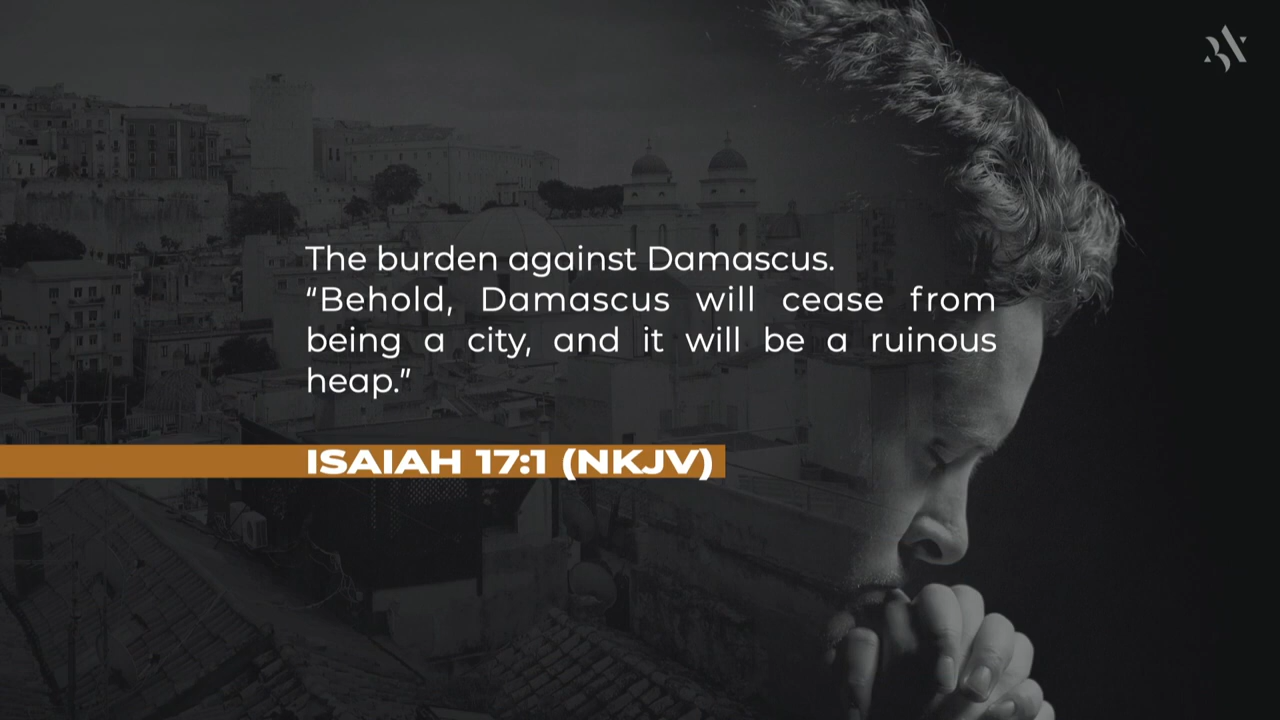 The burden against Damascus.
“Behold, Damascus will cease from
being a city, and it will be a ruinous
heap.”
ISAIAH 17:1 (NKJV)